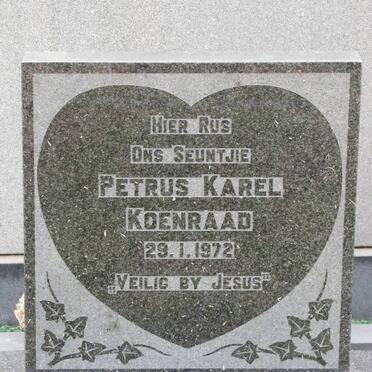 Hier Rus
Ons Seuntjie
Petrus Karel
Koenraad
29.1.1972
„Veilig by Jesus"